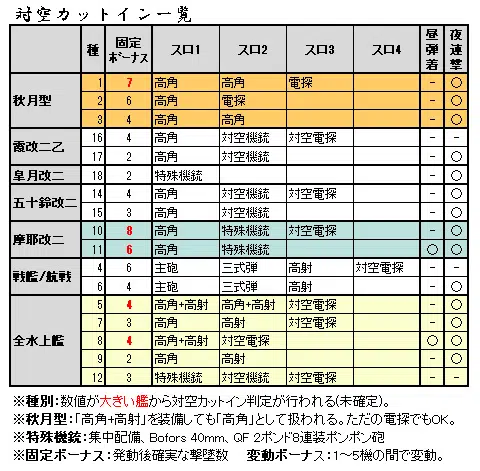 対空カットイン一覧
種 固定ボーナス スロ1 スロ2 スロ3 スロ4 昼弾着 夜連撃
秋月型 1 7 高角 高角 電探 - ○
2 6 高角 電探 - ○
3 4 高角 高角 - ○
霞改二乙 16 4 高角 対空機銃 対空電探 - -
17 2 高角 対空機銃 - ○
皐月改二 18 2 特殊機銃 - ○
五十鈴改二 14 4 高角 対空機銃 対空電探 - ○
15 3 高角 対空機銃 - ○
摩耶改二 10 8 高角 特殊機銃 対空電探 - ○
11 6 高角 特殊機銃 ○ ○
戦艦/航戦 4 6 主砲 三式弾 高射 対空電探 - -
6 4 主砲 三式弾 高射 - ○
全水上艦 5 4 高角+高射 高角+高射 対空電探 - ○
7 3 高角 高射 対空電探 - ○
8 4 高角+高射 対空電探 ○ ○
9 2 高角 高射 - ○
12 3 特殊機銃 対空機銃 対空電探 - -
※種別:数値が大きい艦から対空カットイン判定が行われる(未確定)。
※秋月型:「高角+高射」を装備しても「高角」として扱われる。ただの電探でもOK。
※特殊機銃:集中配備、Bofors 40mm、QF 2ポンド8連装ポンポン砲
※固定ボーナス:発動後確実な撃墜数 変動ボーナス:1～5機の間で変動。